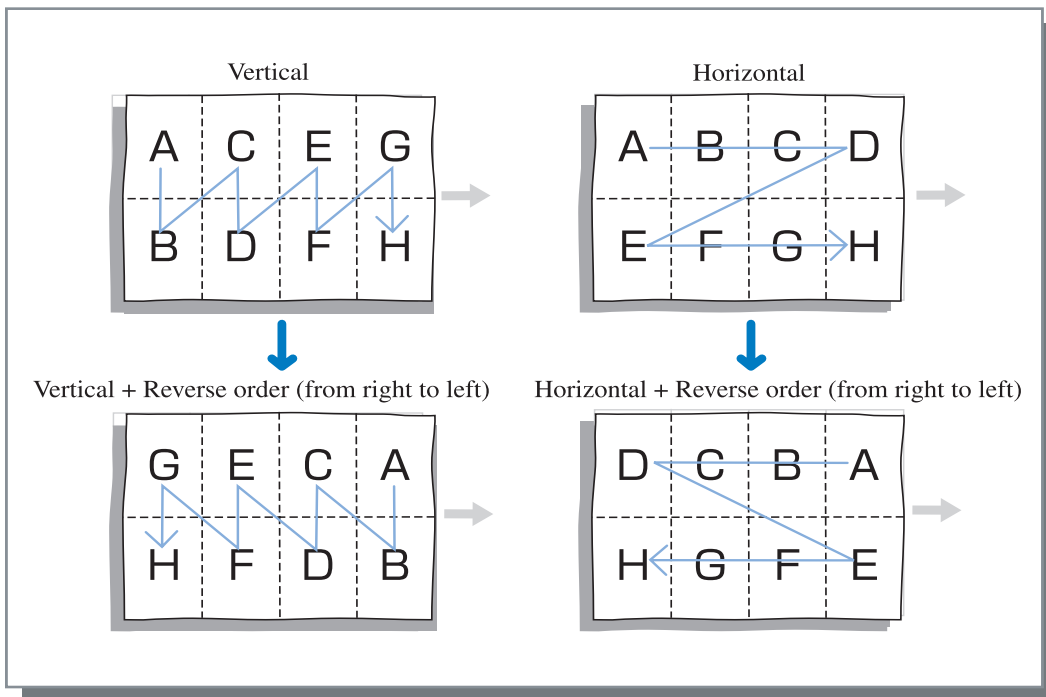 Vertical
A C E G
B D F H
Horizontal
A B C D
E F G H
Vertical + Reverse order (from right to left)
G E C A
H F D B
Horizontal + Reverse order (from right to left)
D C B A
H G F E